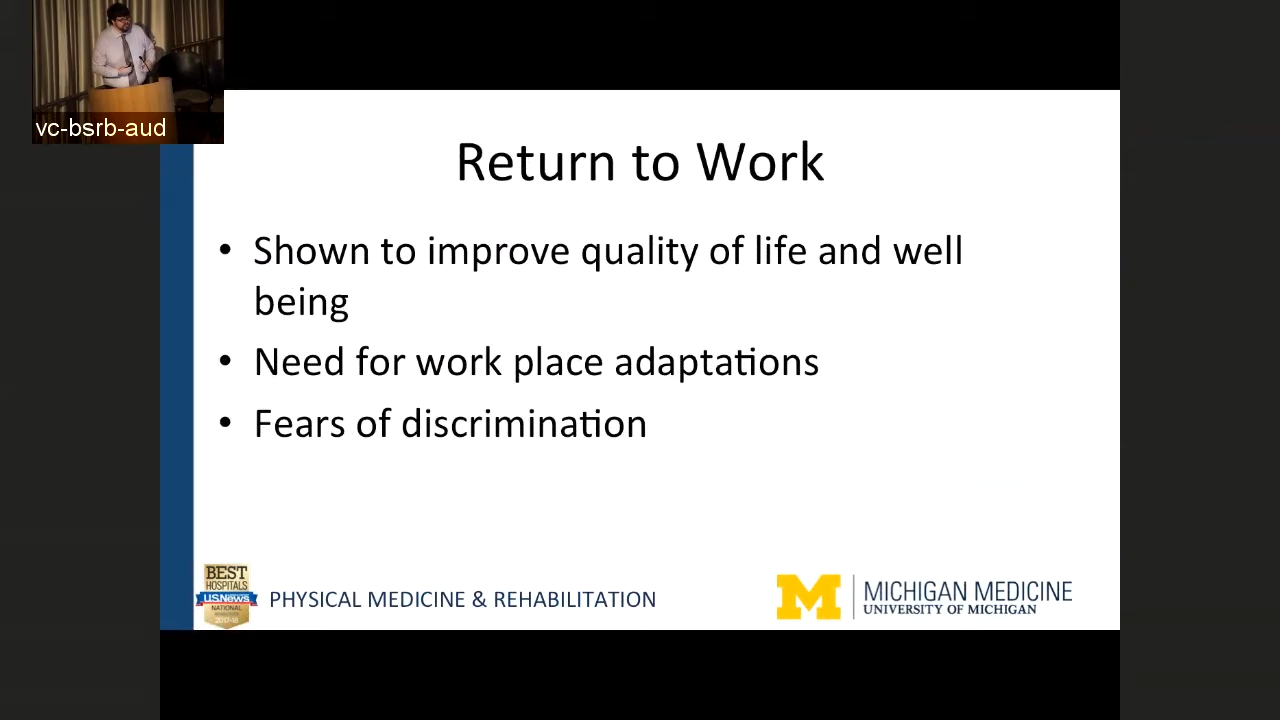 vc-bsrb-aud
Return to Work
• Shown to improve quality of life and well
being
• Need for work place adaptations
• Fears of discrimination
BEST
HOSPITALS
U.S.News
NATIONAL
REHABILITATION
2017-18
PHYSICAL MEDICINE & REHABILITATION
M
MICHIGAN MEDICINE
UNIVERSITY OF MICHIGAN